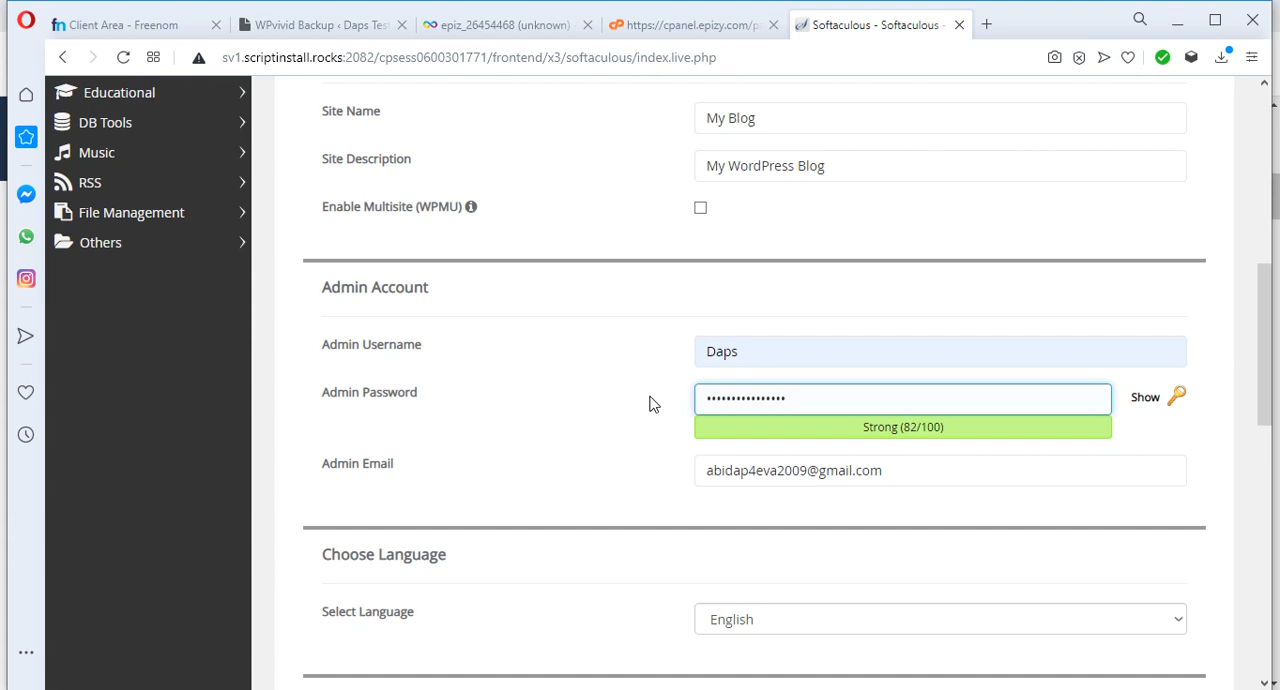 Client Area - Freenom
WPvivid Backup ‹ Daps Test
epiz_26454468 (unknown)
https://cpanel.epizy.com/p
Softaculous - Softaculous -
sv1.scriptinstall.rocks:2082/cpsess0600301771/frontend/x3/softaculous/index.live.php
Educational
DB Tools
Music
RSS
File Management
Others
Site Name
My Blog
Site Description
My WordPress Blog
Enable Multisite (WPMU)
Admin Account
Admin Username
Daps
Admin Password
••••••••••••••••
Show
Strong (82/100)
Admin Email
abidap4eva2009@gmail.com
Choose Language
Select Language
English